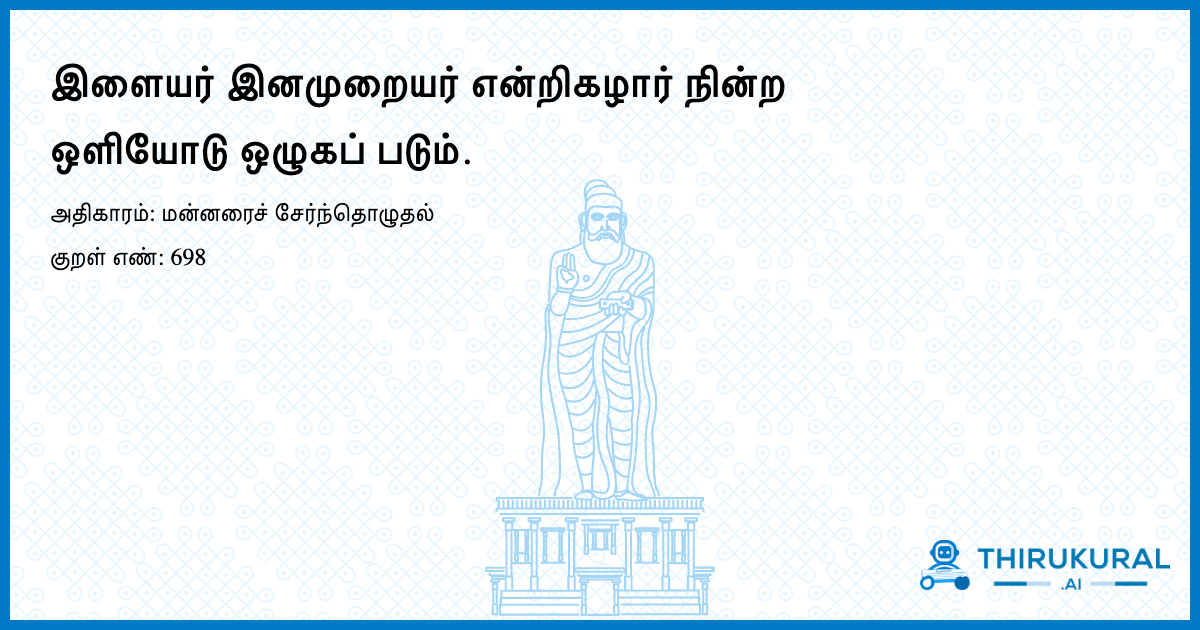 இளையர் இனமுறையர் என்றிகழார் நின்ற
ஒளியோடு ஒழுகப் படும்.
அதிகாரம்: மன்னரைச் சேர்ந்தொழுதல்
குறள் எண்: 698
THIRUKURAL
.AI